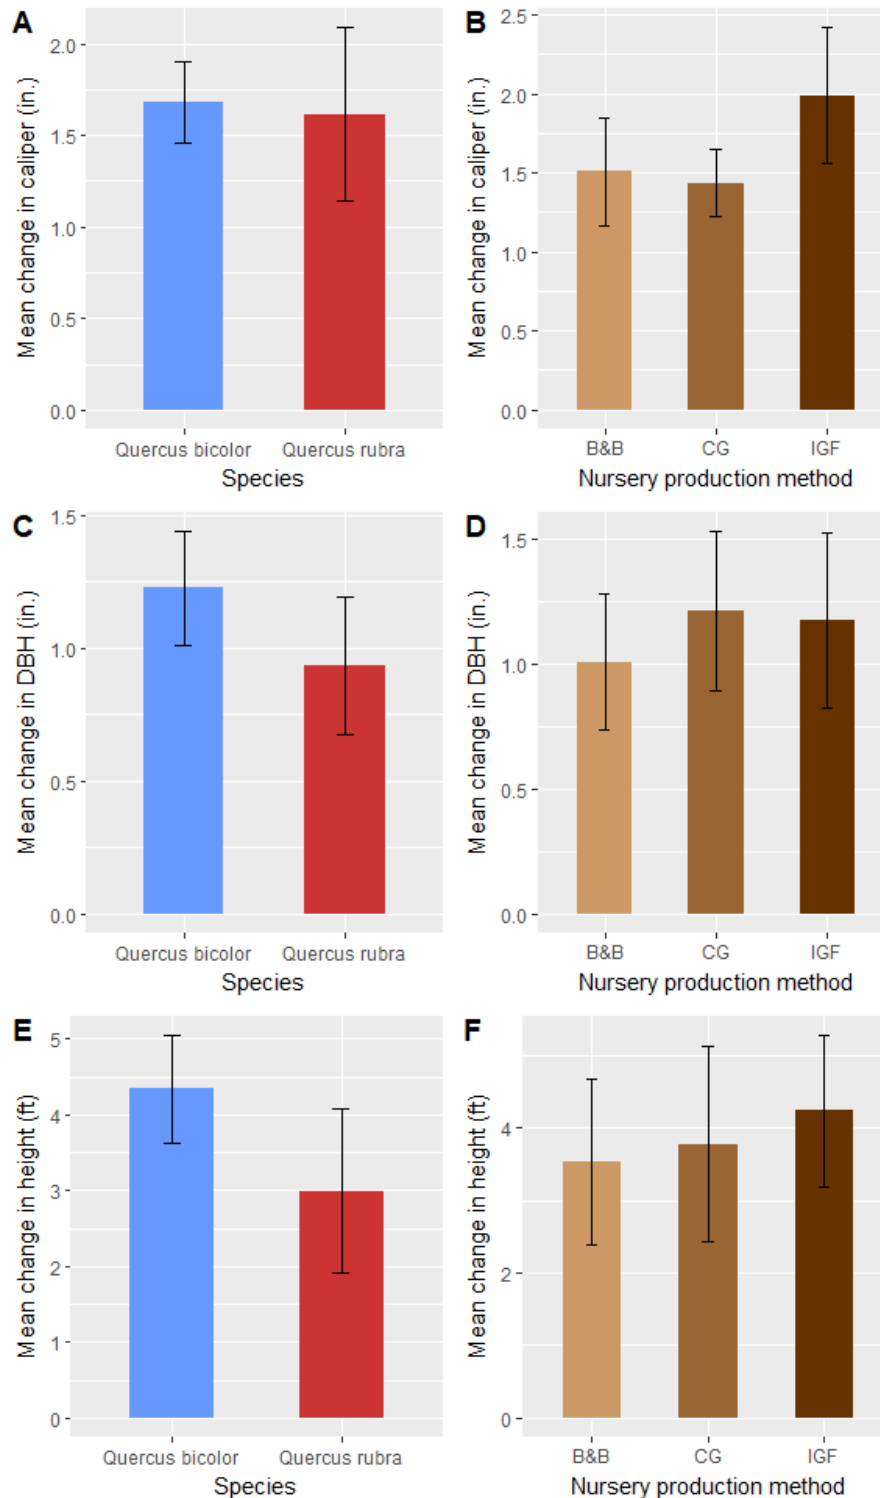 A
Mean change in caliper (in.)
2.0
1.5
1.0
0.5
0.0
Quercus bicolor Quercus rubra
Species
B
Mean change in caliper (in.)
2.5
2.0
1.5
1.0
0.5
0.0
B&B CG IGF
Nursery production method
C
Mean change in DBH (in.)
1.5
1.0
0.5
0.0
Quercus bicolor Quercus rubra
Species
D
Mean change in DBH (in.)
1.5
1.0
0.5
0.0
B&B CG IGF
Nursery production method
E
Mean change in height (ft)
5
4
3
2
1
0
Quercus bicolor Quercus rubra
Species
F
Mean change in height (ft)
4
2
0
B&B CG IGF
Nursery production method